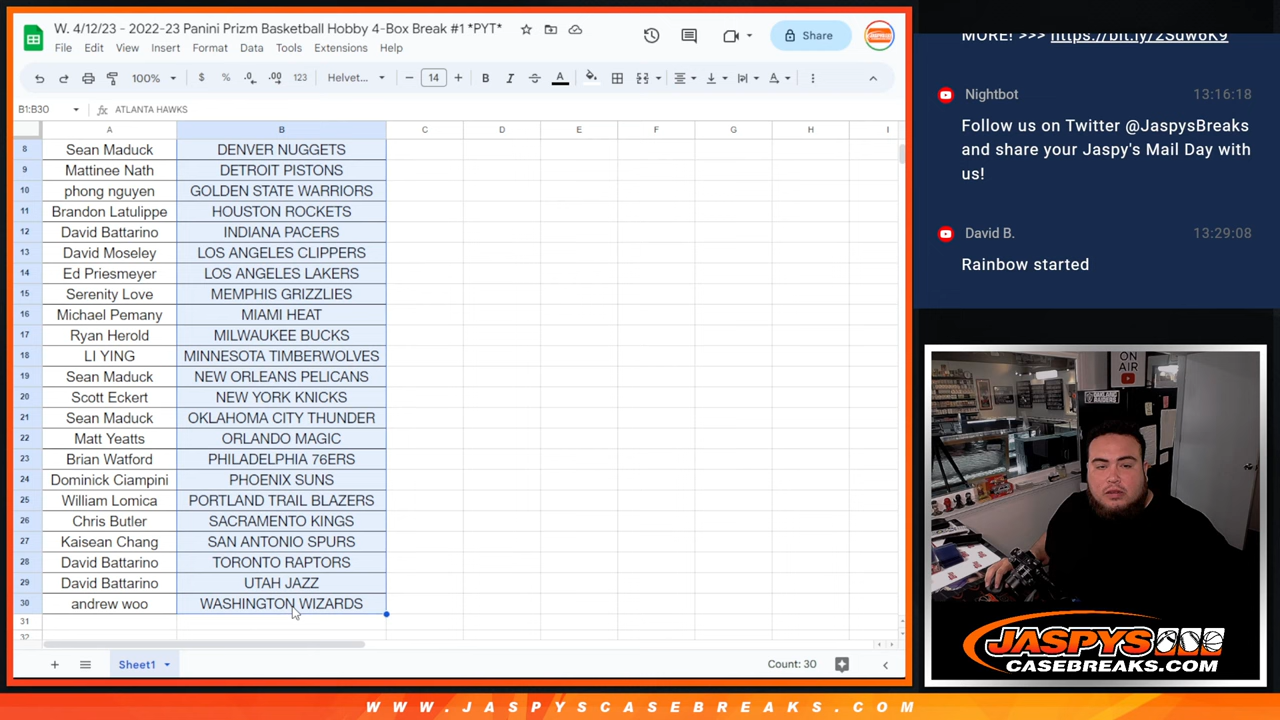 W. 4/12/23 - 2022-23 Panini Prizm Basketball Hobby 4-Box Break #1 *PYT*
File Edit View Insert Format Data Tools Extensions Help
Share
100% $ % .0 .00 123 Helvet... 14 B I A
B1:B30 fx ATLANTA HAWKS
A B C D E F G H I
8 Sean Maduck DENVER NUGGETS
9 Mattinee Nath DETROIT PISTONS
10 phong nguyen GOLDEN STATE WARRIORS
11 Brandon Latulippe HOUSTON ROCKETS
12 David Battarino INDIANA PACERS
13 David Moseley LOS ANGELES CLIPPERS
14 Ed Priesmeyer LOS ANGELES LAKERS
15 Serenity Love MEMPHIS GRIZZLIES
16 Michael Pemany MIAMI HEAT
17 Ryan Herold MILWAUKEE BUCKS
18 LI YING MINNESOTA TIMBERWOLVES
19 Sean Maduck NEW ORLEANS PELICANS
20 Scott Eckert NEW YORK KNICKS
21 Sean Maduck OKLAHOMA CITY THUNDER
22 Matt Yeatts ORLANDO MAGIC
23 Brian Watford PHILADELPHIA 76ERS
24 Dominick Ciampini PHOENIX SUNS
25 William Lomica PORTLAND TRAIL BLAZERS
26 Chris Butler SACRAMENTO KINGS
27 Kaisean Chang SAN ANTONIO SPURS
28 David Battarino TORONTO RAPTORS
29 David Battarino UTAH JAZZ
30 andrew woo WASHINGTON WIZARDS
31
32
Sheet1 Count: 30
MORE! >>> https://bit.ly/2Sdw6K9
Nightbot 13:16:18
Follow us on Twitter @JaspysBreaks
and share your Jaspy's Mail Day with
us!
David B. 13:29:08
Rainbow started
ON
AIR
RAIDERS
JASPYS
CASEBREAKS.COM
WWW.JASPYSCASEBREAKS.COM